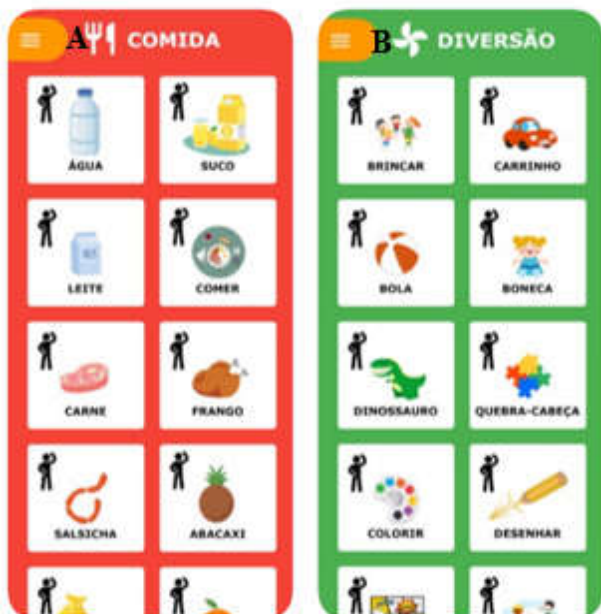 A COMIDA
ÁGUA SUCO
LEITE COMER
CARNE FRANGO
SALSICHA ABACAXI
B DIVERSÃO
BRINCAR CARRINHO
BOLA BONECA
DINOSSAURO QUEBRA-CABEÇA
COLORIR DESENHAR